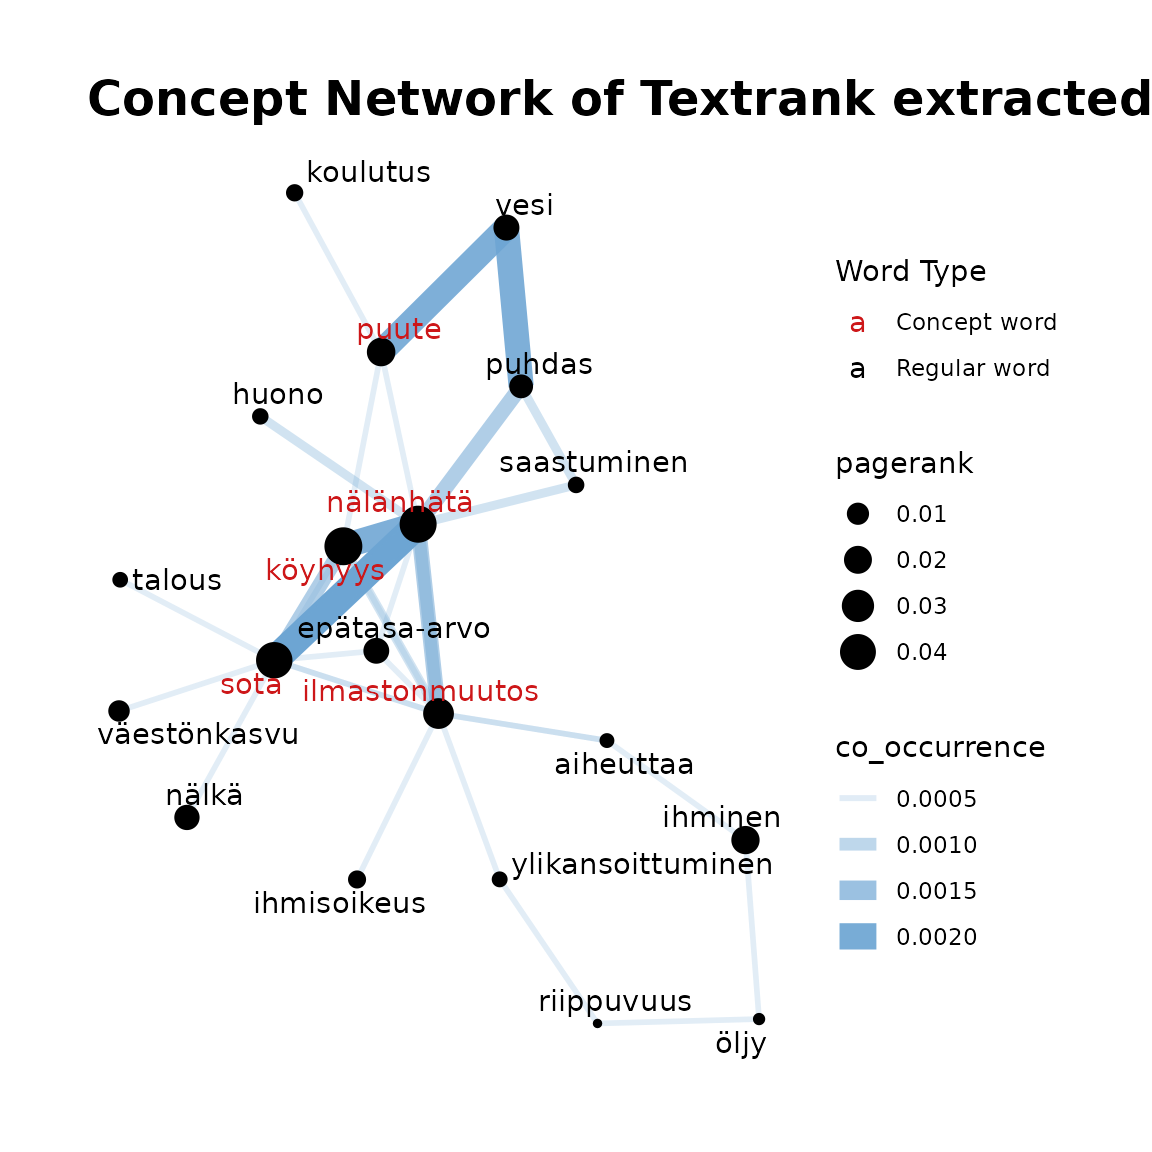 Concept Network of Textrank extracted
koulutus
vesi
puute
puhdas
huono
saastuminen
nälänhätä
köyhyys
talous
epätasa-arvo
sota
ilmastonmuutos
väestönkasvu
aiheuttaa
nälkä
ihminen
ylikansoittuminen
ihmisoikeus
riippuvuus
öljy
Word Type
a Concept word
a Regular word
pagerank
0.01
0.02
0.03
0.04
co_occurrence
0.0005
0.0010
0.0015
0.0020